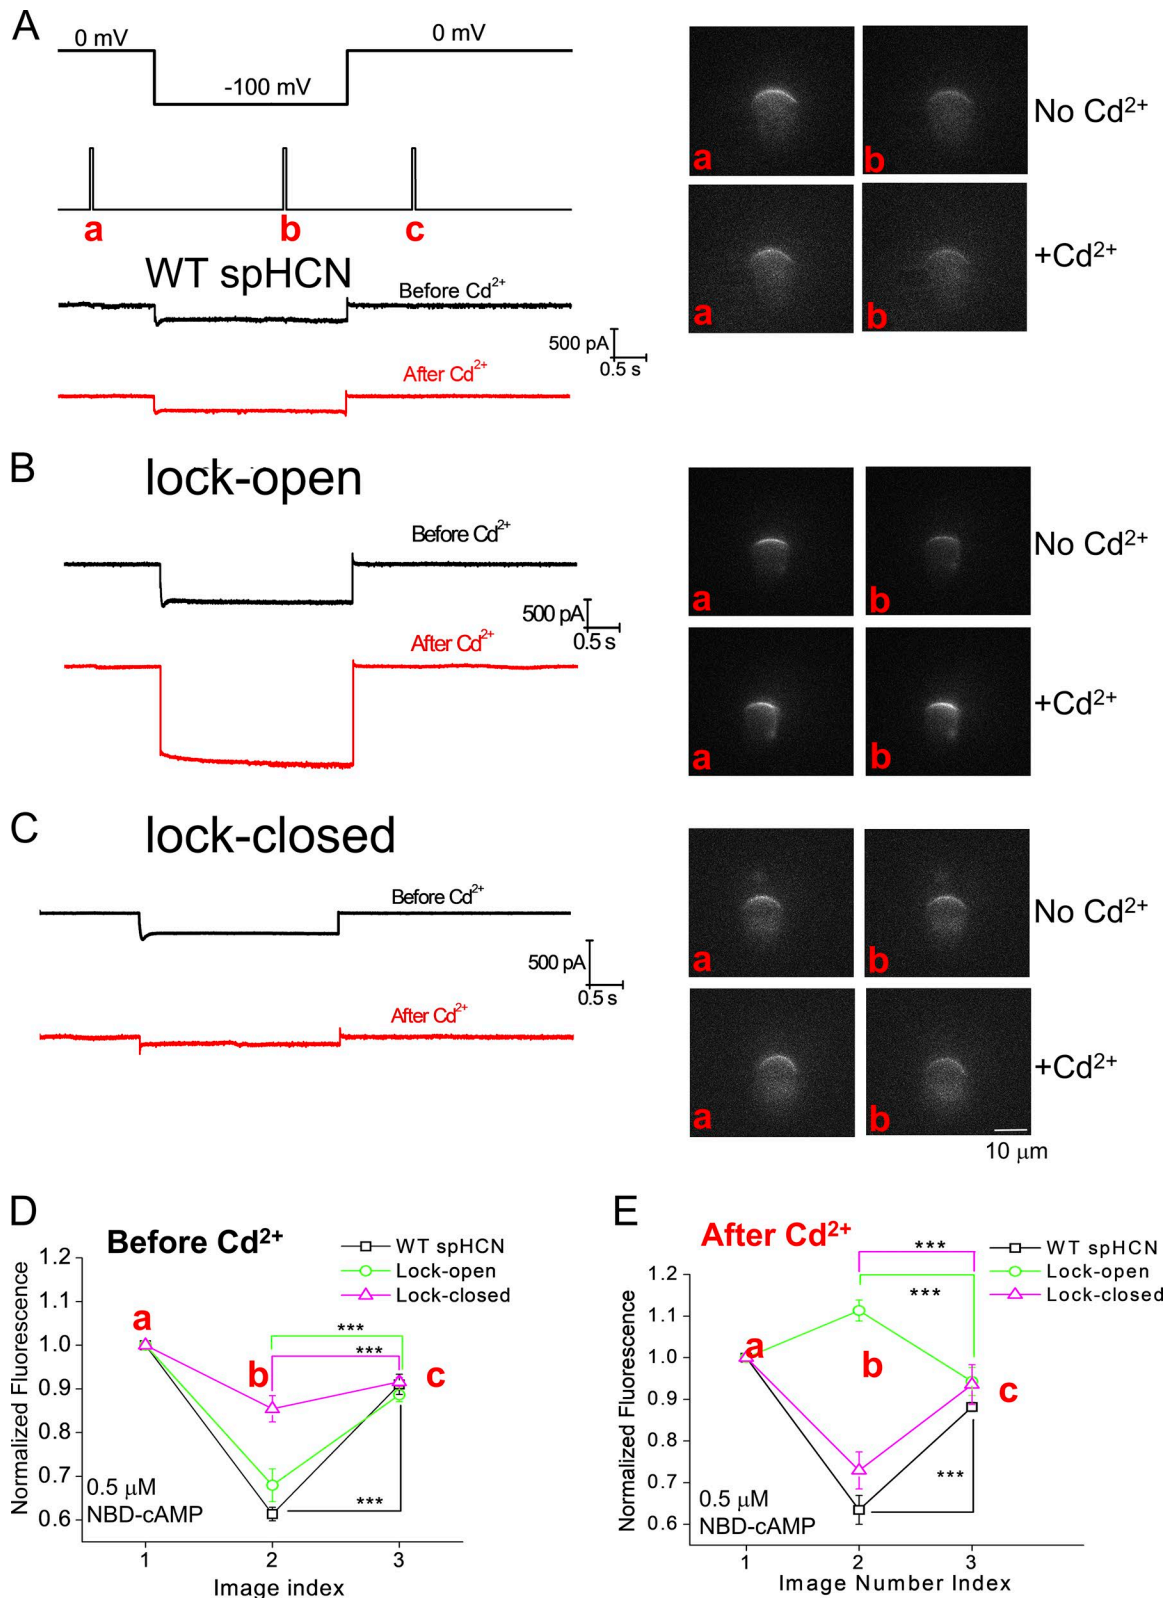 A
0 mV
0 mV
-100 mV
a
b
c
WT spHCN
Before Cd²⁺
500 pA
0.5 s
After Cd²⁺
a
b
No Cd²⁺
a
b
+Cd²⁺
B
lock-open
Before Cd²⁺
500 pA
0.5 s
After Cd²⁺
a
b
No Cd²⁺
a
b
+Cd²⁺
C
lock-closed
Before Cd²⁺
500 pA
0.5 s
After Cd²⁺
a
b
No Cd²⁺
a
b
+Cd²⁺
10 μm
D
Before Cd²⁺
WT spHCN
Lock-open
Lock-closed
Normalized Fluorescence
1.2
1.1
1.0
0.9
0.8
0.7
0.6
a
b
c
***
***
***
0.5 μM
NBD-cAMP
1 2 3
Image index
E
After Cd²⁺
WT spHCN
Lock-open
Lock-closed
Normalized Fluorescence
1.2
1.1
1.0
0.9
0.8
0.7
0.6
a
b
c
***
***
***
0.5 μM
NBD-cAMP
1 2 3
Image Number Index